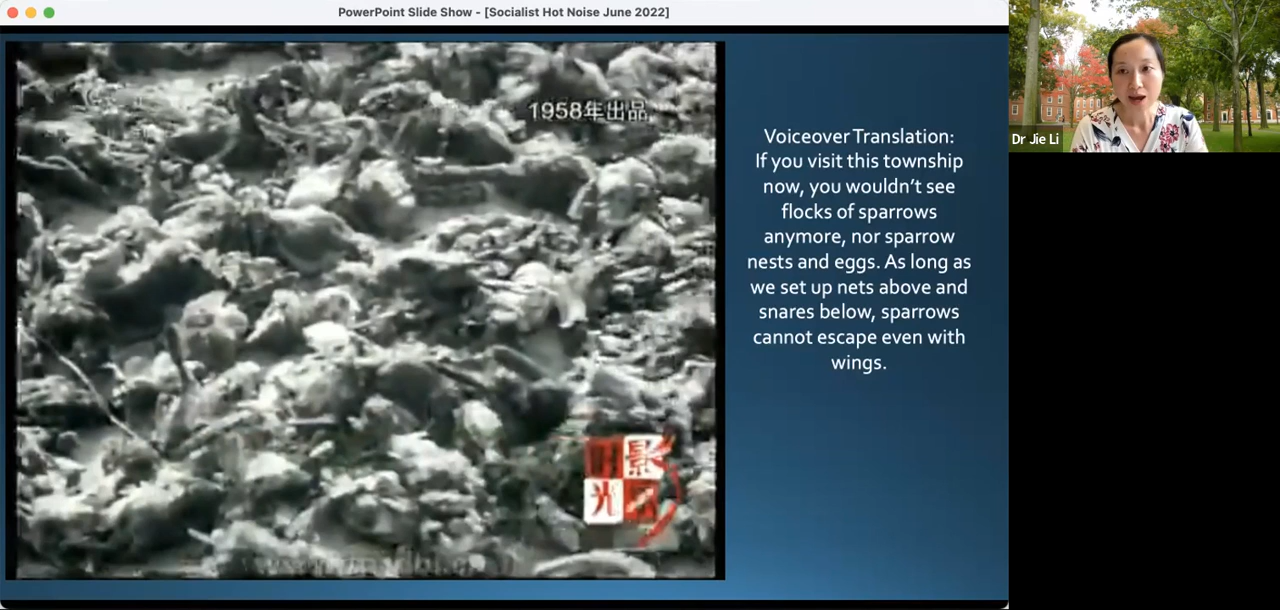 PowerPoint Slide Show - [Socialist Hot Noise June 2022]
1958年出品
Voiceover Translation:
If you visit this township
now, you wouldn't see
flocks of sparrows
anymore, nor sparrow
nests and eggs. As long as
we set up nets above and
snares below, sparrows
cannot escape even with
wings.
Dr Jie Li
影
光